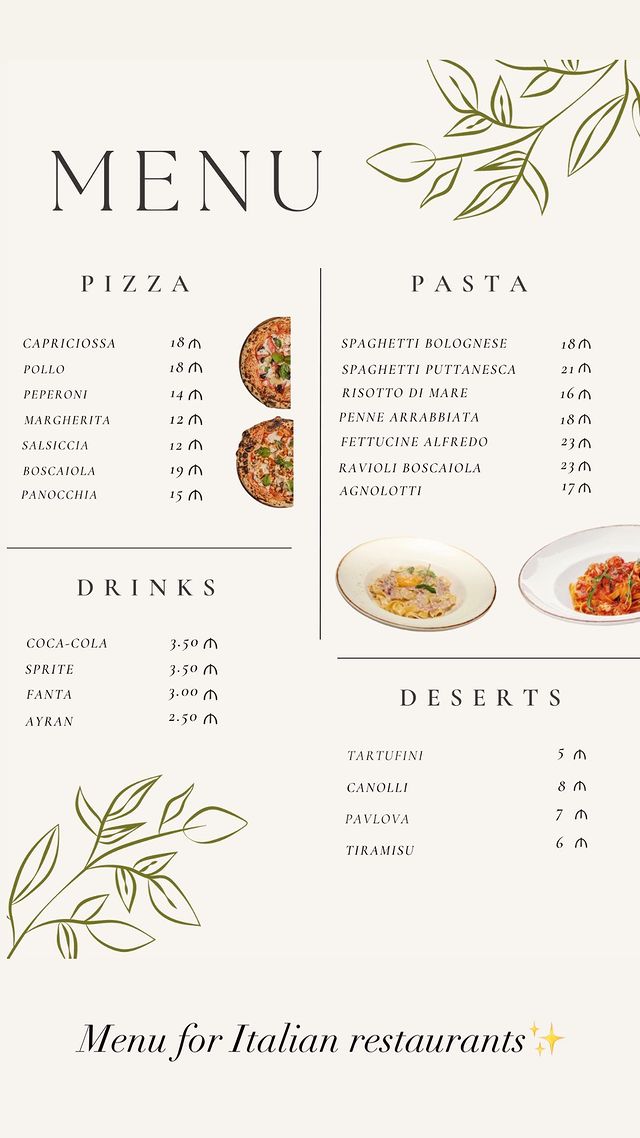 MENU
PIZZA
CAPRICIOSSA 18 ₼
POLLO 18 ₼
PEPERONI 14 ₼
MARGHERITA 12 ₼
SALSICCIA 12 ₼
BOSCAIOLA 19 ₼
PANOCCHIA 15 ₼
DRINKS
COCA-COLA 3.50 ₼
SPRITE 3.50 ₼
FANTA 3.00 ₼
AYRAN 2.50 ₼
PASTA
SPAGHETTI BOLOGNESE 18 ₼
SPAGHETTI PUTTANESCA 21 ₼
RISOTTO DI MARE 16 ₼
PENNE ARRABBIATA 18 ₼
FETTUCINE ALFREDO 23 ₼
RAVIOLI BOSCAIOLA 23 ₼
AGNOLOTTI 17 ₼
DESERTS
TARTUFINI 5 ₼
CANOLLI 8 ₼
PAVLOVA 7 ₼
TIRAMISU 6 ₼
Menu for Italian restaurants✨